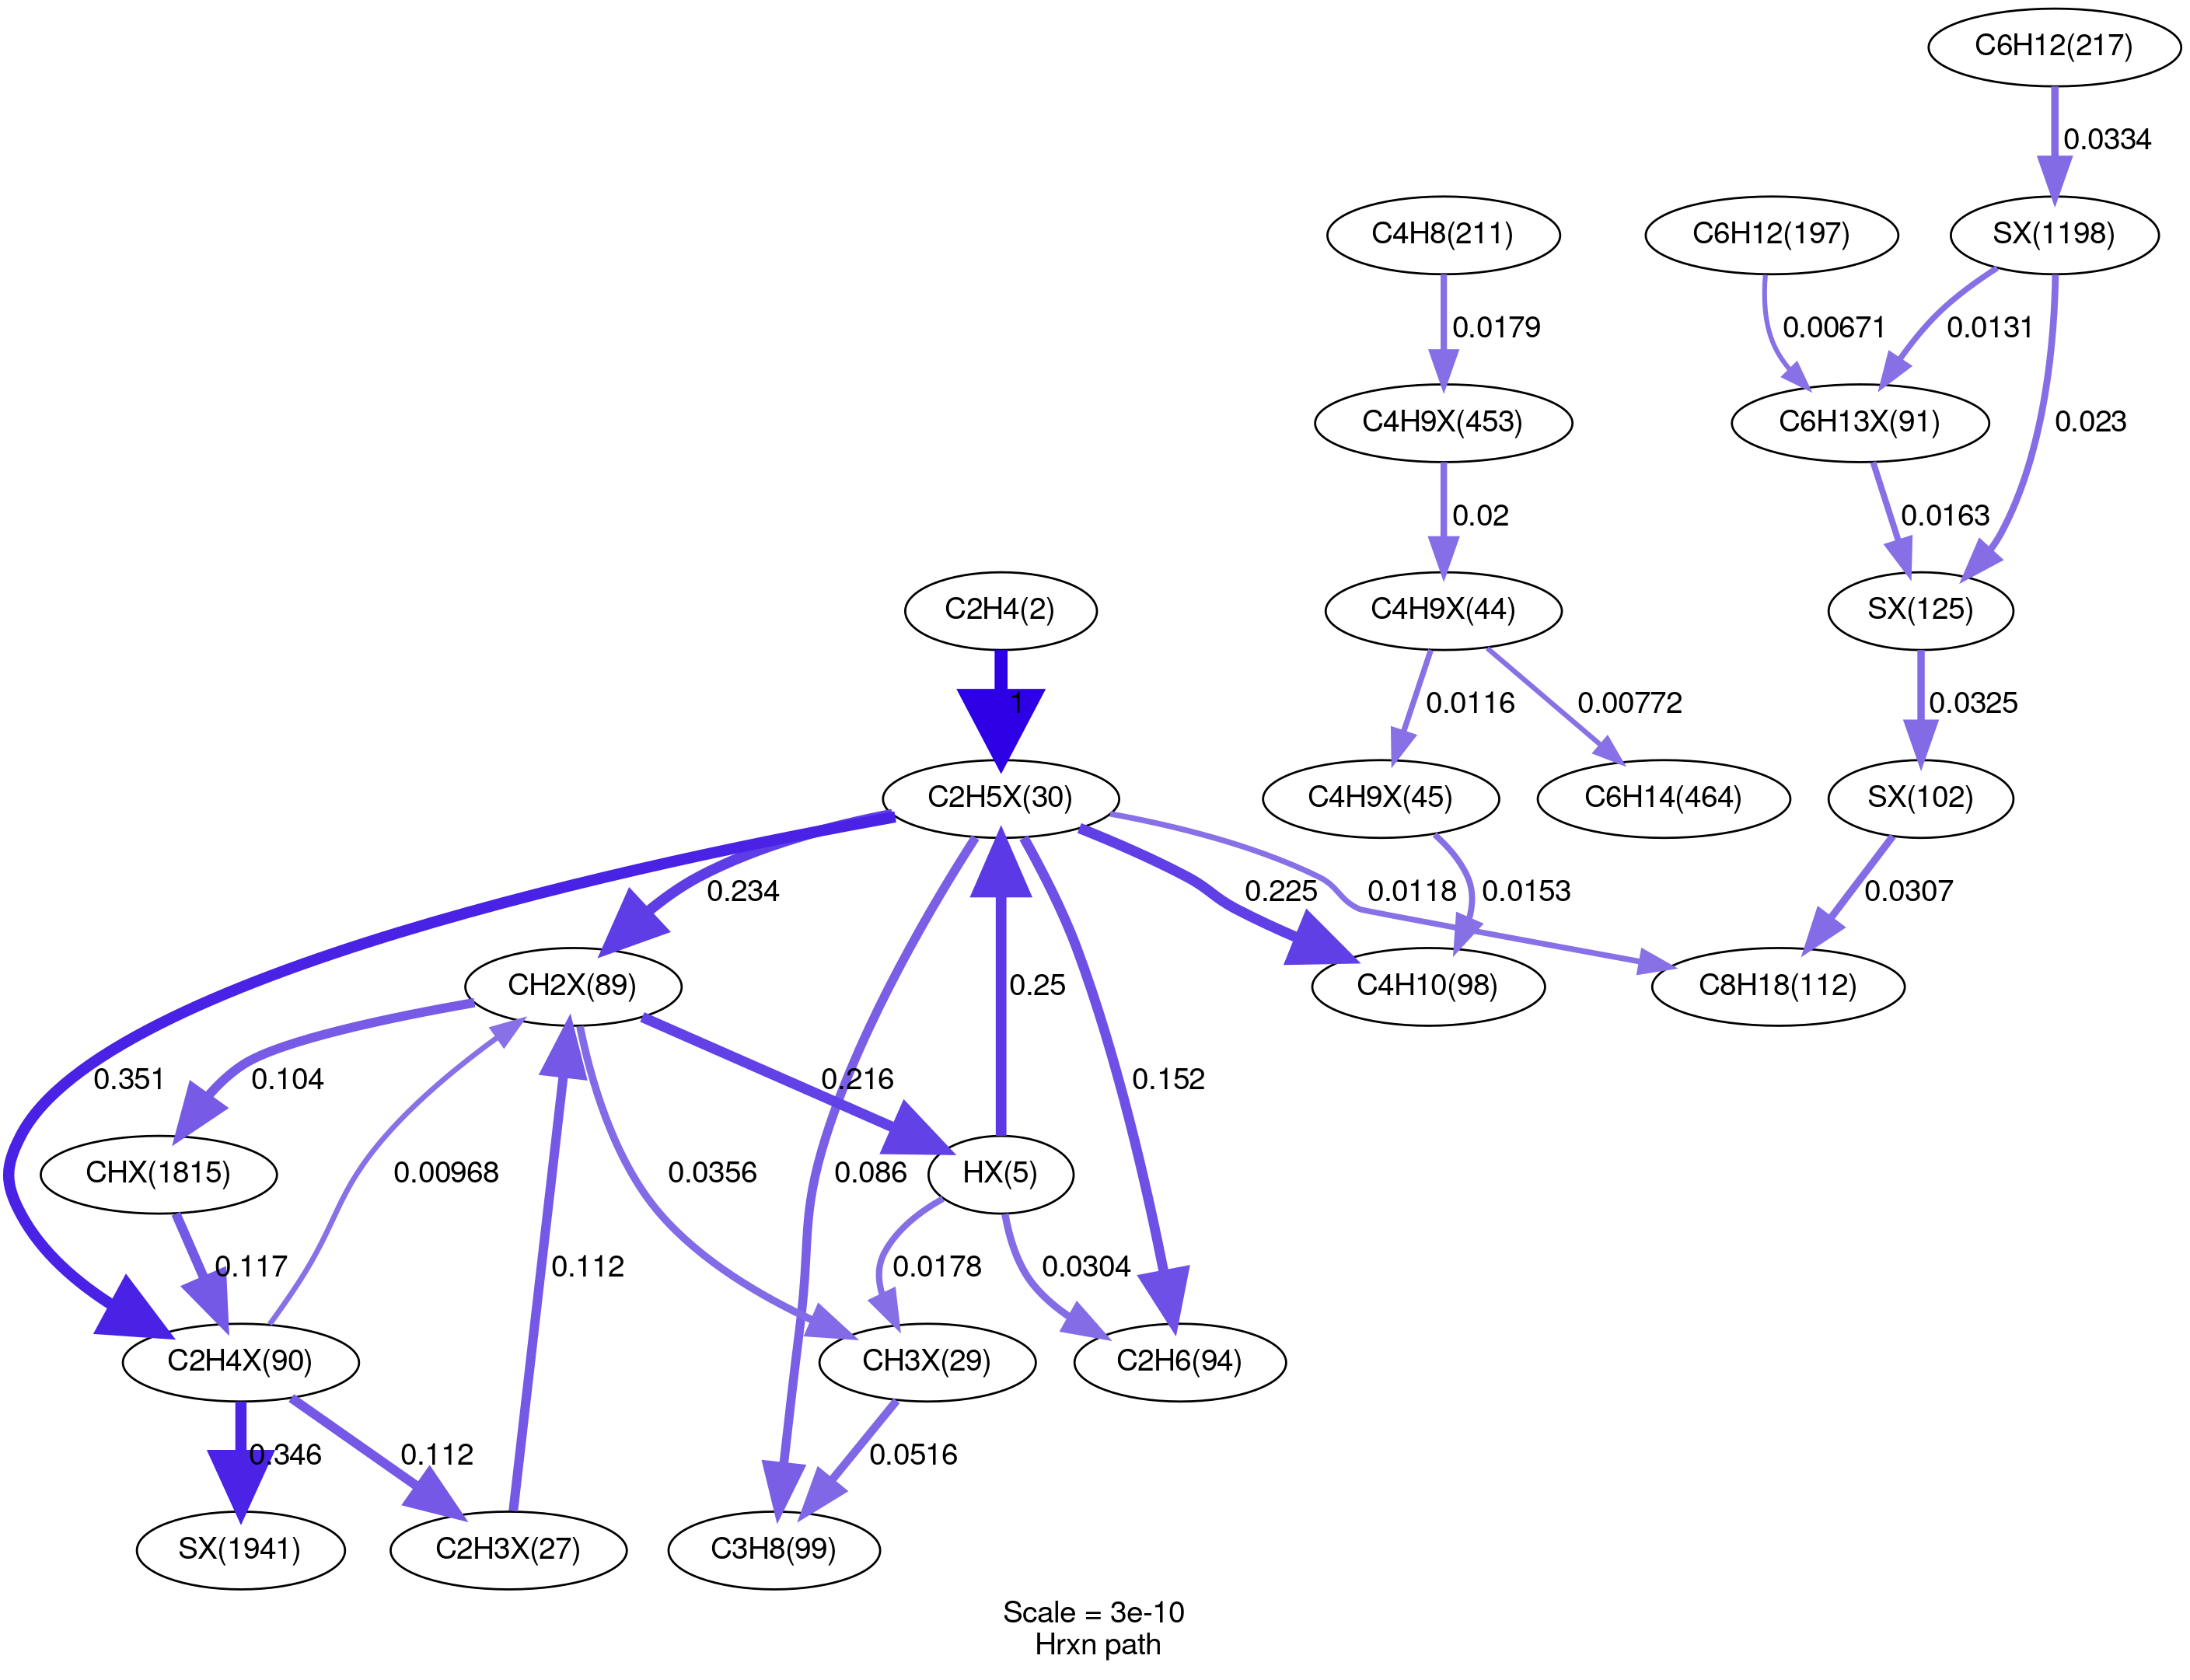 C6H12(217)
0.0334
C4H8(211)
C6H12(197)
SX(1198)
0.0179
0.00671
0.0131
C4H9X(453)
C6H13X(91)
0.023
0.02
0.0163
C2H4(2)
C4H9X(44)
SX(125)
1
0.0116
0.00772
0.0325
C2H5X(30)
C4H9X(45)
C6H14(464)
SX(102)
0.234
0.225
0.0118
0.0153
0.0307
CH2X(89)
0.25
C4H10(98)
C8H18(112)
0.351
0.104
0.216
0.152
CHX(1815)
0.00968
0.0356
0.086
HX(5)
0.117
0.112
0.0178
0.0304
C2H4X(90)
CH3X(29)
C2H6(94)
0.346
0.112
0.0516
SX(1941)
C2H3X(27)
C3H8(99)
Scale = 3e-10
Hrxn path